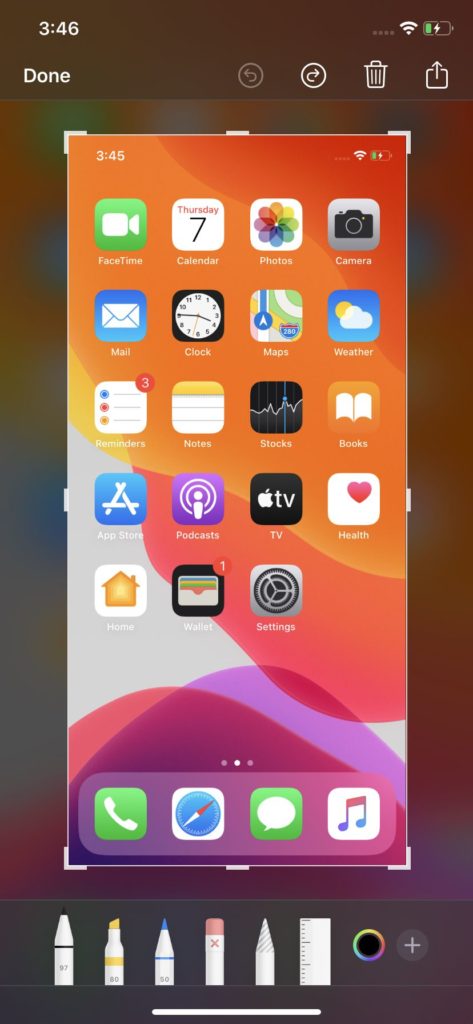 3:46
Done
3:45
Thursday
7
FaceTime Calendar Photos Camera
280
Mail Clock Maps Weather
3
Reminders Notes Stocks Books
tv
App Store Podcasts TV Health
1
Home Wallet Settings
97 80 50